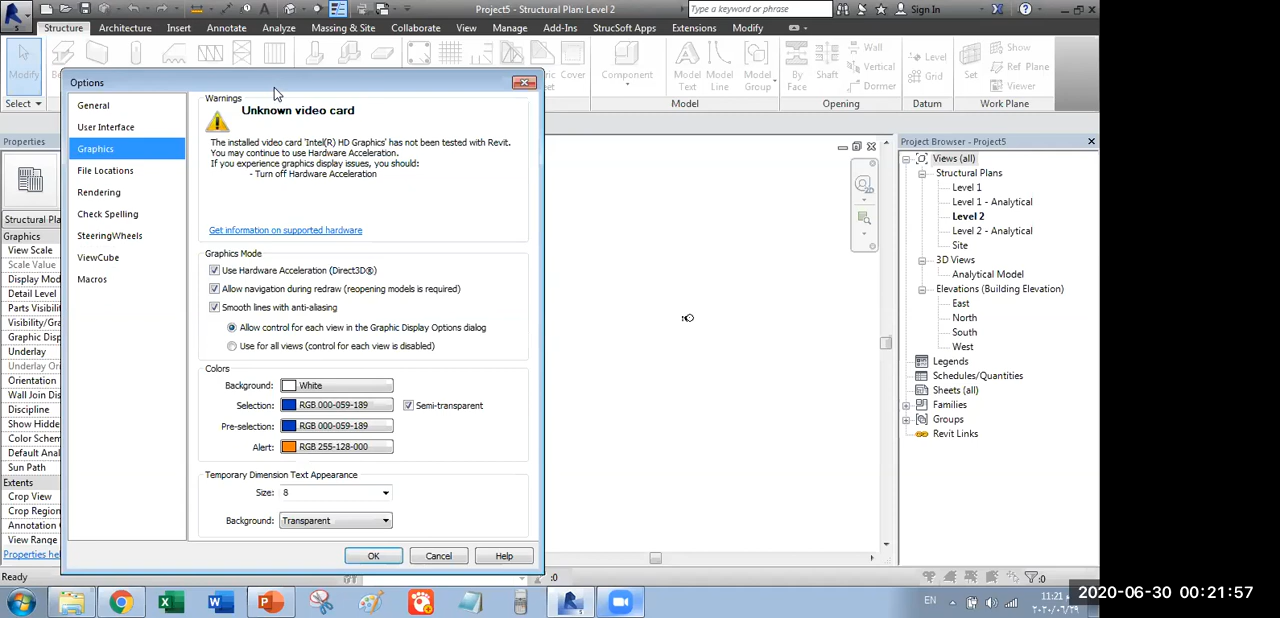 Project5 - Structural Plan: Level 2
Type a keyword or phrase
Sign In
Structure
Architecture
Insert
Annotate
Analyze
Massing & Site
Collaborate
View
Manage
Add-Ins
StrucSoft Apps
Extensions
Modify
Modify
Component
Model Text
Model Line
Model Group
By Face
Shaft
Wall
Vertical
Dormer
Level
Grid
Set
Show
Ref Plane
Viewer
Cover
Select
Model
Opening
Datum
Work Plane
Options
General
User Interface
Graphics
File Locations
Rendering
Check Spelling
SteeringWheels
ViewCube
Macros
Warnings
Unknown video card
The installed video card 'Intel(R) HD Graphics' has not been tested with Revit.
You may continue to use Hardware Acceleration.
If you experience graphics display issues, you should:
- Turn off Hardware Acceleration
Get information on supported hardware
Graphics Mode
Use Hardware Acceleration (Direct3D®)
Allow navigation during redraw (reopening models is required)
Smooth lines with anti-aliasing
Allow control for each view in the Graphic Display Options dialog
Use for all views (control for each view is disabled)
Colors
Background: White
Selection: RGB 000-059-189
Semi-transparent
Pre-selection: RGB 000-059-189
Alert: RGB 255-128-000
Temporary Dimension Text Appearance
Size: 8
Background: Transparent
OK
Cancel
Help
Properties
Structural Pla
Graphics
View Scale
Scale Value
Display Mod
Detail Level
Parts Visibility
Visibility/Gra
Graphic Disp
Underlay
Underlay Ori
Orientation
Wall Join Dis
Discipline
Show Hidde
Color Schem
Default Anal
Sun Path
Extents
Crop View
Crop Region
Annotation
View Range
Properties he
Project Browser - Project5
Views (all)
Structural Plans
Level 1
Level 1 - Analytical
Level 2
Level 2 - Analytical
Site
3D Views
Analytical Model
Elevations (Building Elevation)
East
North
South
West
Legends
Schedules/Quantities
Sheets (all)
Families
Groups
Revit Links
Ready
:0
:0
EN
11:21
٢٠٢٠/٠٦/٢٩
2020-06-30 00:21:57